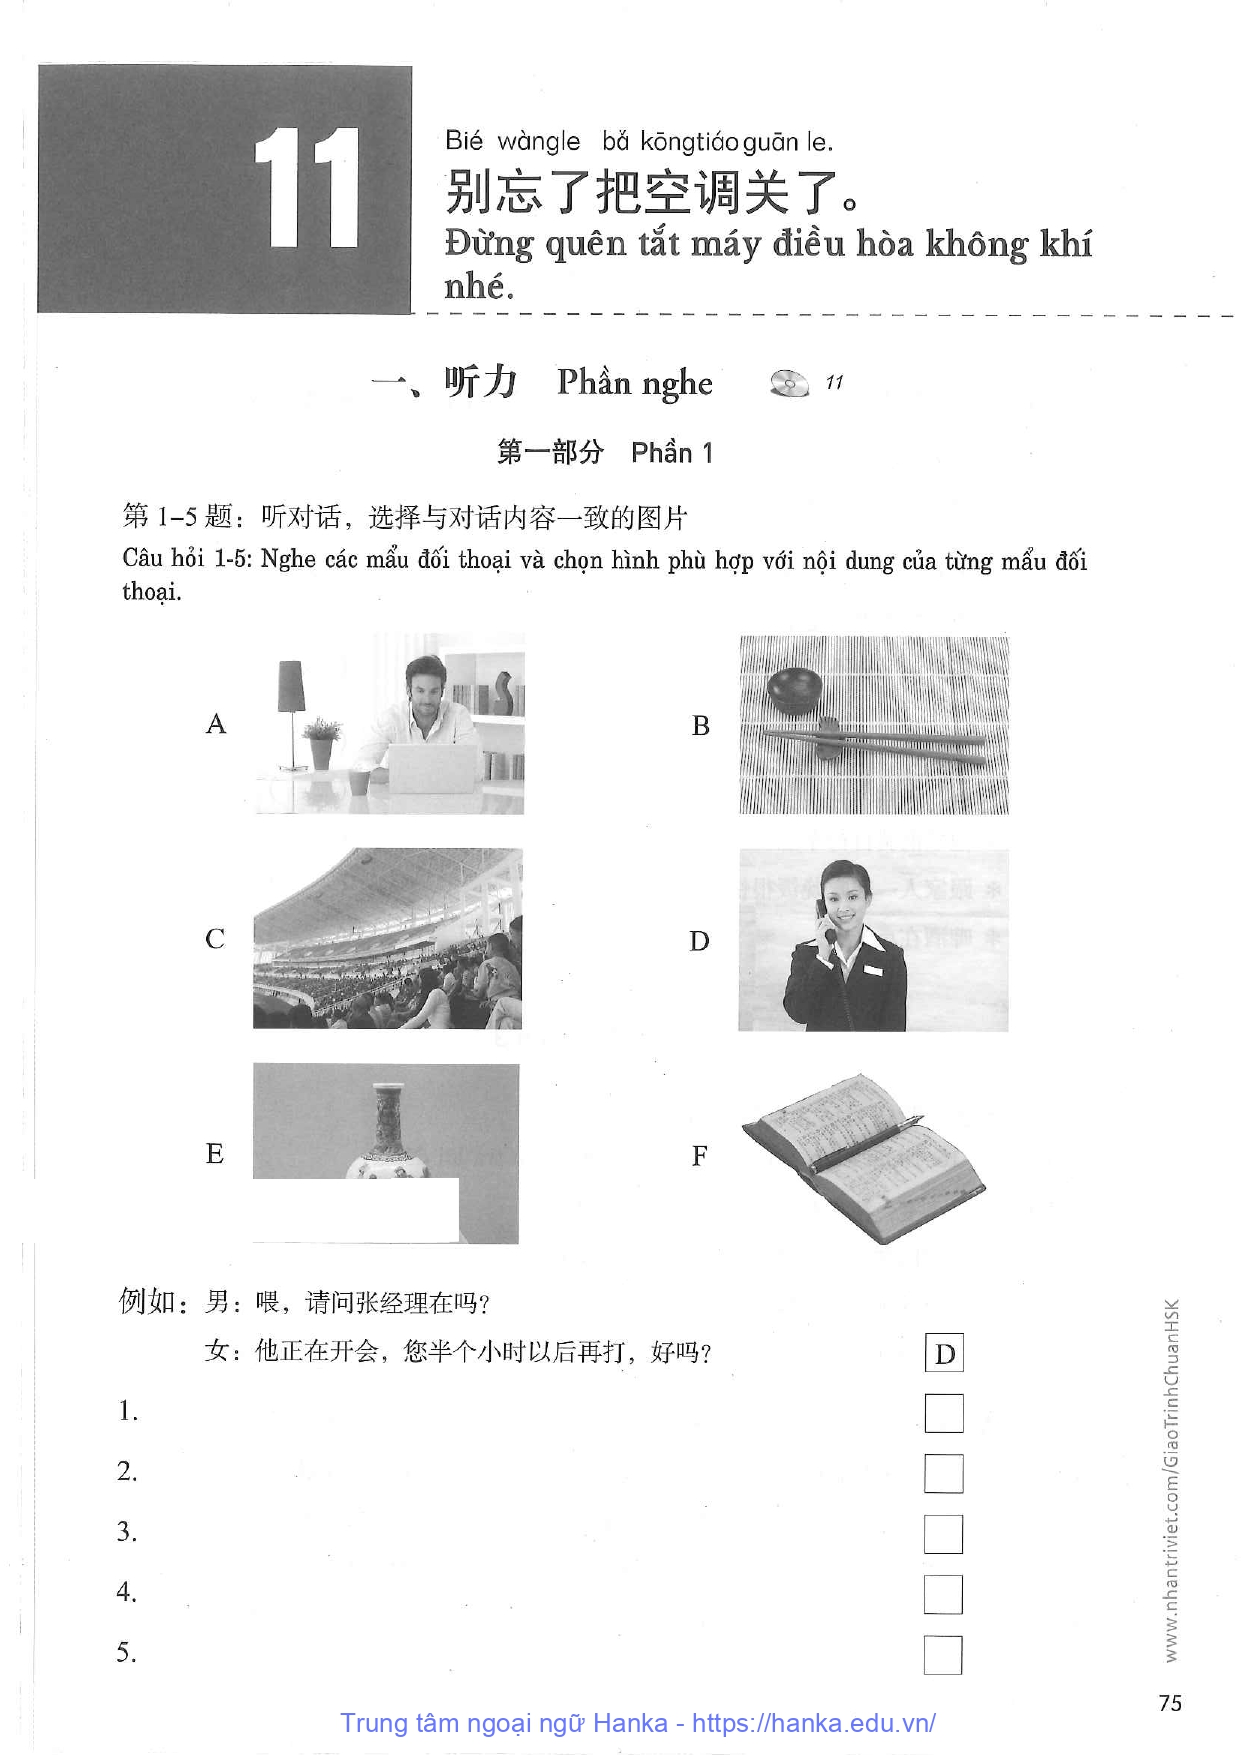 11
Bié wàngle bǎ kōngtiáo guān le.
别忘了把空调关了。
Đừng quên tắt máy điều hòa không khí
nhé.
一、听力 Phần nghe 11
第一部分 Phần 1
第 1-5 题：听对话，选择与对话内容一致的图片
Câu hỏi 1-5: Nghe các mẩu đối thoại và chọn hình phù hợp với nội dung của từng mẩu đối
thoại.
A
B
C
D
E
F
例如：男：喂，请问张经理在吗？
女：他正在开会，您半个小时以后再打，好吗？ D
1.
2.
3.
4.
5.
www.nhantriviet.com/GiaoTrinhChuanHSK
75
Trung tâm ngoại ngữ Hanka - https://hanka.edu.vn/